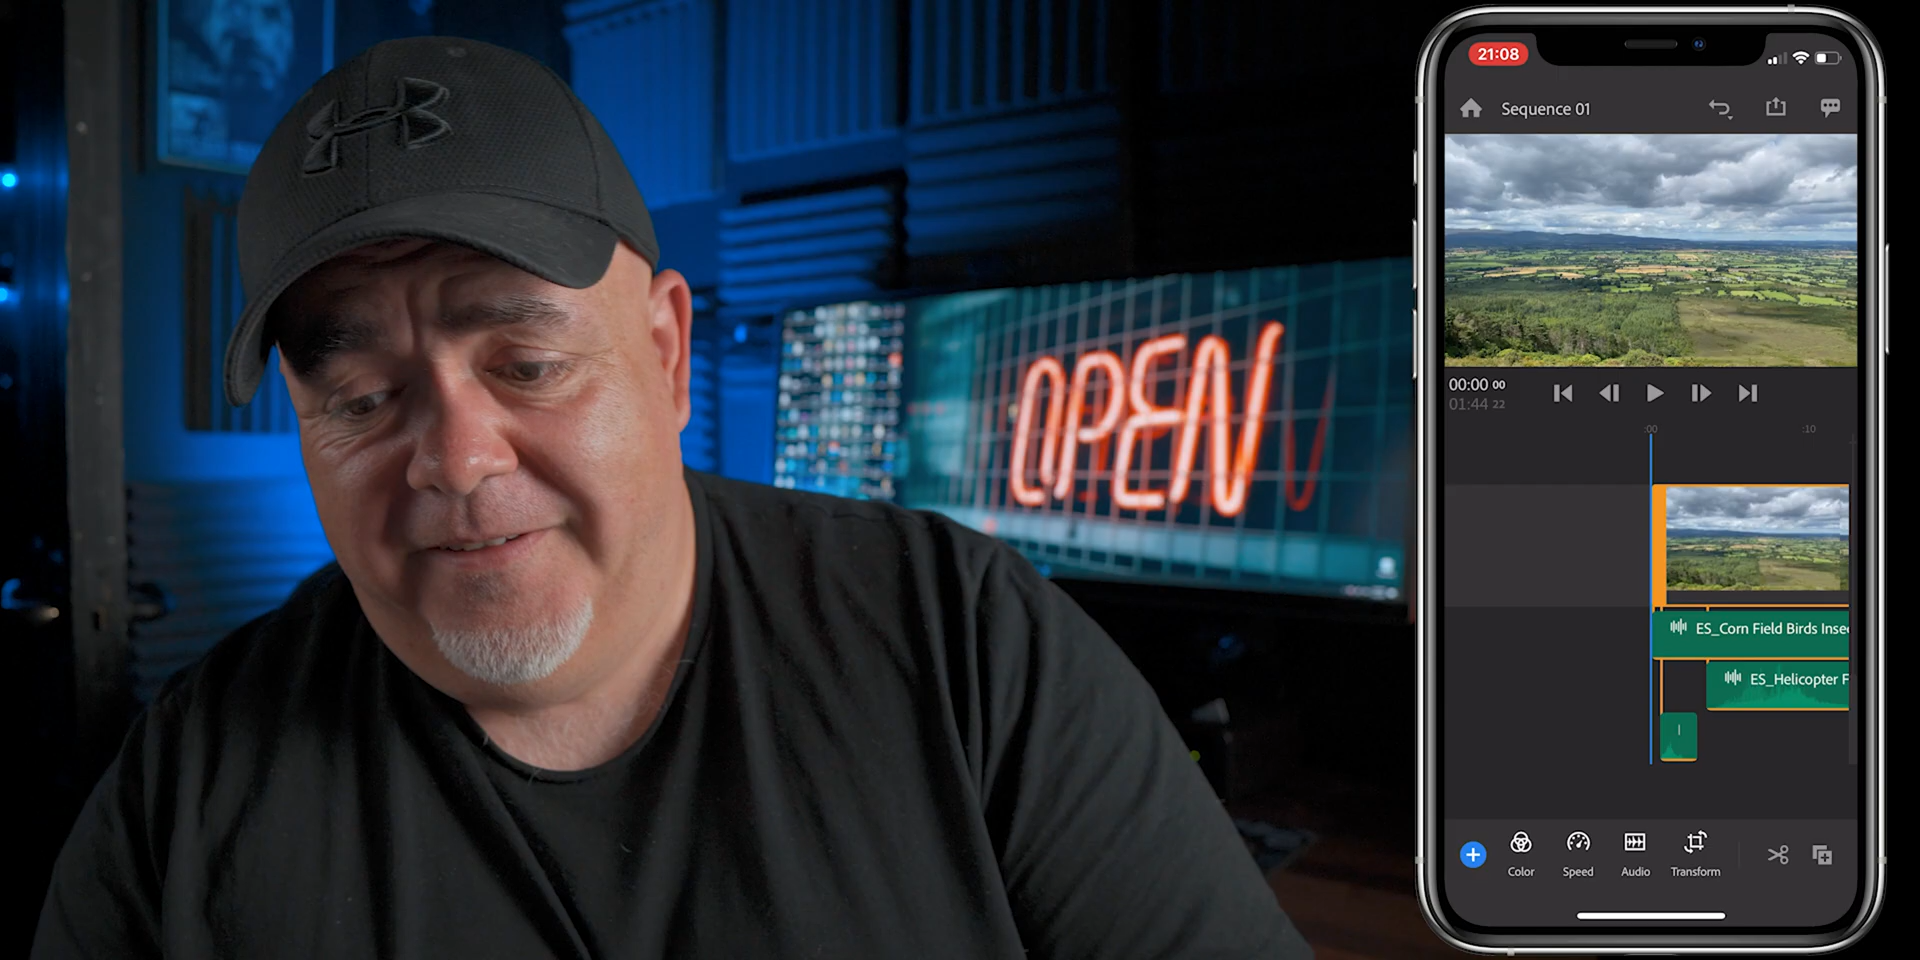 OPEN
21:08
Sequence 01
00:00 00
01:44 22
:00
:10
ES_Corn Field Birds Inse
ES_Helicopter F
Color
Speed
Audio
Transform